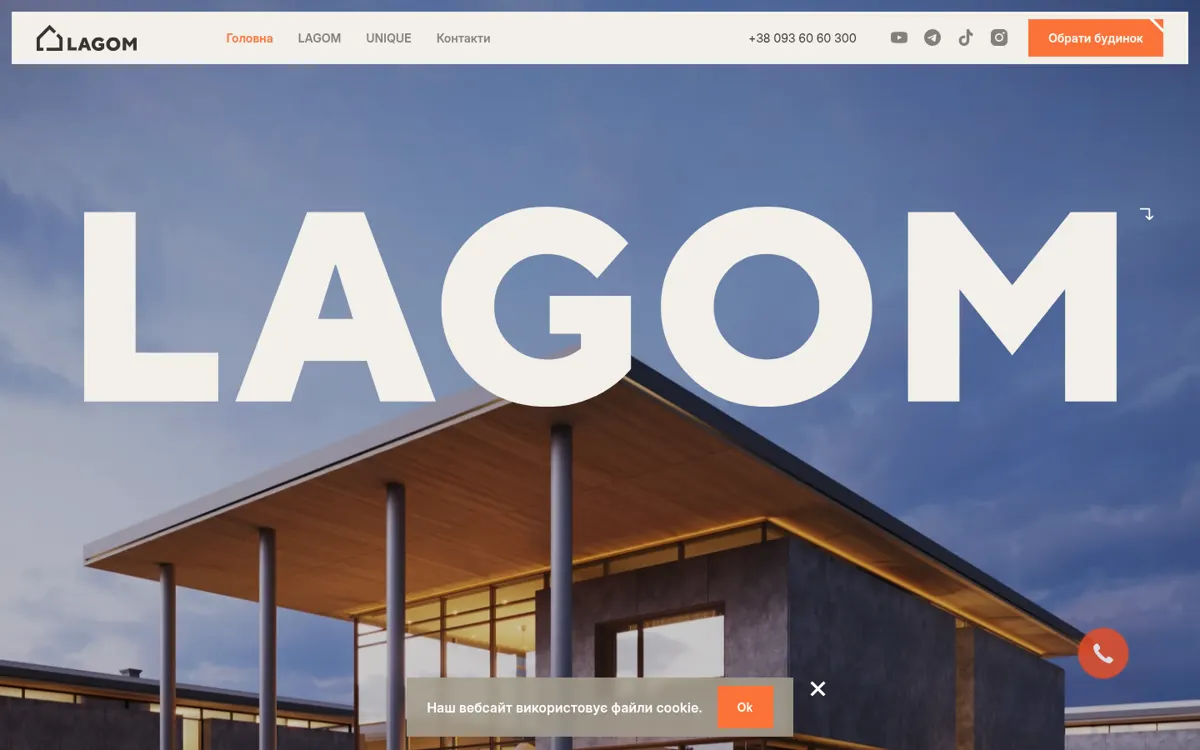 LAGOM
Головна
LAGOM
UNIQUE
Контакти
+38 093 60 60 300
Обрати будинок
LAGOM
Наш вебсайт використовує файли cookie.
Ok